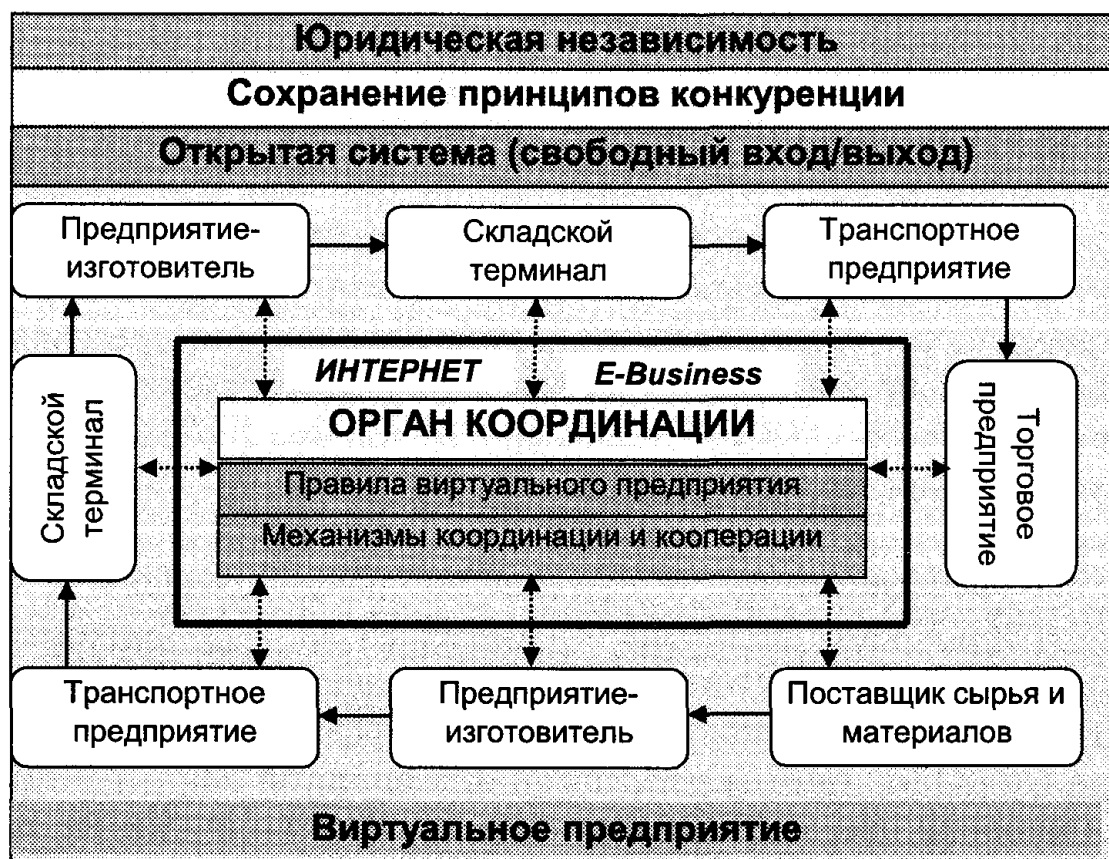 Юридическая независимость
Сохранение принципов конкуренции
Открытая система (свободный вход/выход)
Предприятие-
изготовитель
Складской
терминал
Транспортное
предприятие
ИНТЕРНЕТ
E-Business
ОРГАН КООРДИНАЦИИ
Правила виртуального предприятия
Механизмы координации и кооперации
Складской
терминал
Торговое
предприятие
Транспортное
предприятие
Предприятие-
изготовитель
Поставщик сырья и
материалов
Виртуальное предприятие